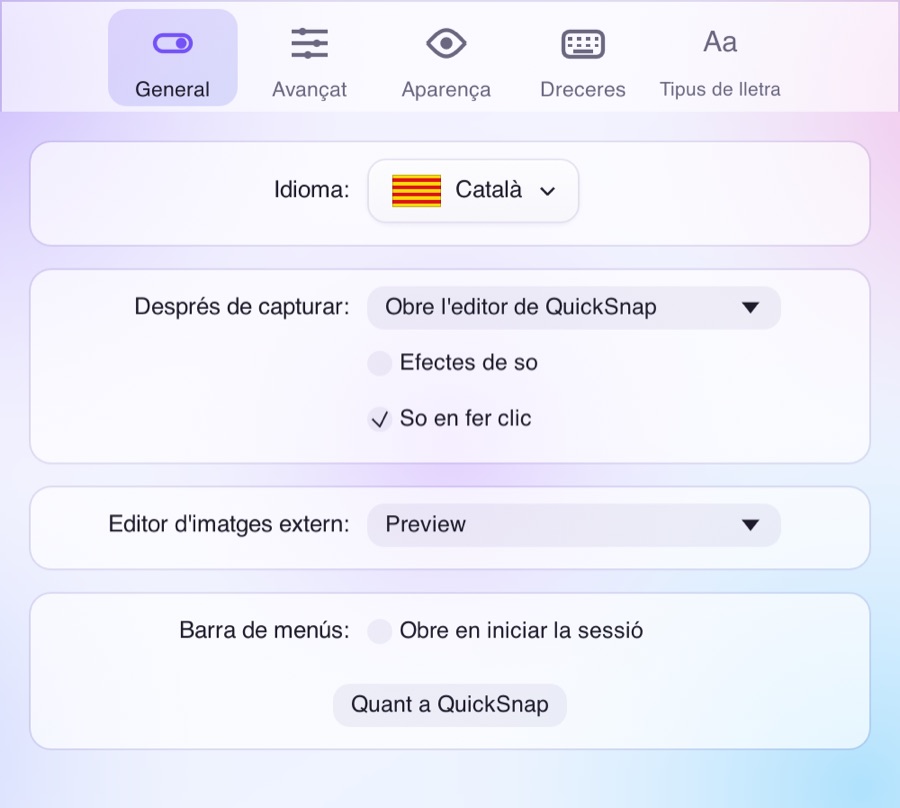 General
Avançat
Aparença
Dreceres
Aa
Tipus de lletra
Idioma: Català
Després de capturar: Obre l'editor de QuickSnap
Efectes de so
So en fer clic
Editor d'imatges extern: Preview
Barra de menús: Obre en iniciar la sessió
Quant a QuickSnap